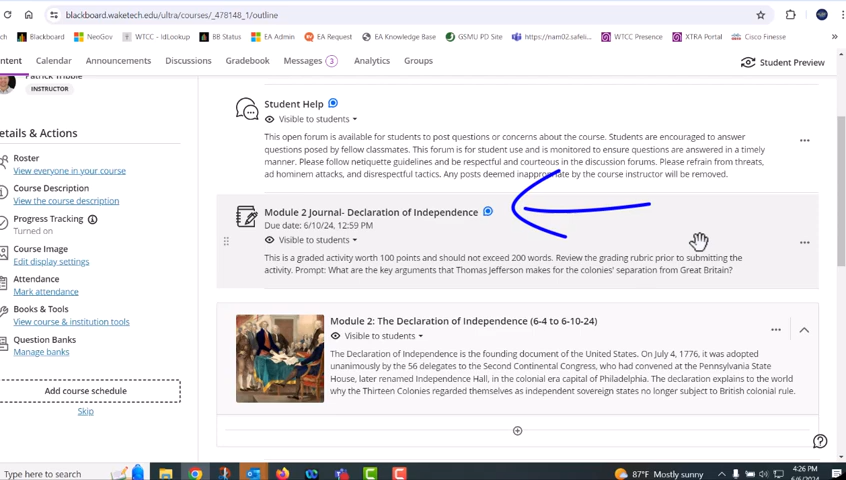 blackboard.waketech.edu/ultra/courses/_478148_1/outline
Blackboard NeoGov WTCC - IdLookup BB Status EA Admin EA Request EA Knowledge Base GSMU PD Schedule https://nam02.safeli... WTCC Presence XTRA Portal Cisco Finesse
ntent Calendar Announcements Discussions Gradebook Messages 3 Analytics Groups Student Preview
INSTRUCTOR
etails & Actions
Roster
View everyone in your course
Course Description
View the course description
Progress Tracking
Turned on
Course Image
Edit display settings
Attendance
Mark attendance
Books & Tools
View course & institution tools
Question Banks
Manage banks
Add course schedule
Skip
Student Help
Visible to students
This open forum is available for students to post questions or concerns about the course. Students are encouraged to answer
questions posed by fellow classmates. This forum is for student use and is monitored to ensure questions are answered in a timely
manner. Please follow netiquette guidelines and be respectful and courteous in the discussion forums. Please refrain from threats,
ad hominem attacks, and disrespectful tactics. Any posts deemed inappropriate by the course instructor will be removed.
Module 2 Journal- Declaration of Independence
Due date: 6/10/24, 12:59 PM
Visible to students
This is a graded activity worth 100 points and should not exceed 200 words. Review the grading rubric prior to submitting the
activity. Prompt: What are the key arguments that Thomas Jefferson makes for the colonies' separation from Great Britain?
Module 2: The Declaration of Independence (6-4 to 6-10-24)
Visible to students
The Declaration of Independence is the founding document of the United States. On July 4, 1776, it was adopted
unanimously by the 56 delegates to the Second Continental Congress, who had convened at the Pennsylvania State
House, later renamed Independence Hall, in the colonial era capital of Philadelphia. The declaration explains to the world
why the Thirteen Colonies regarded themselves as independent sovereign states no longer subject to British colonial rule.
Type here to search
87°F Mostly sunny
4:26 PM